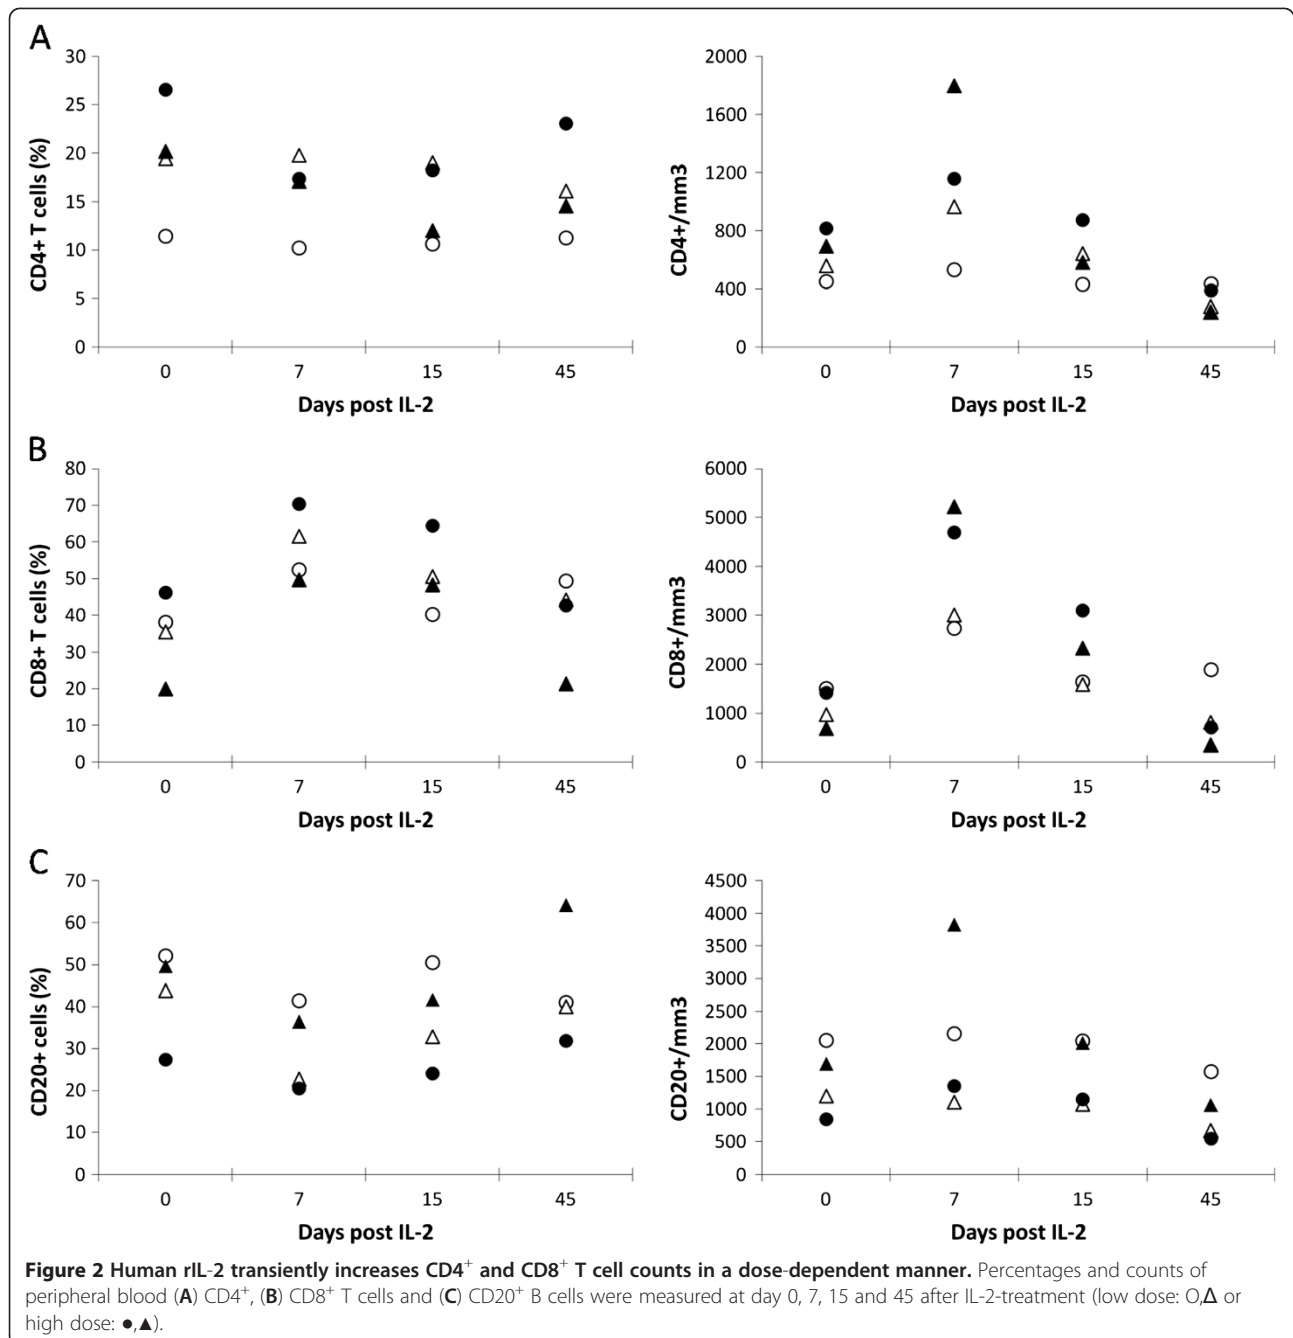 A
30
25
20
15
10
5
0
CD4+ T cells (%)
0 7 15 45
Days post IL-2
2000
1600
1200
800
400
0
CD4+/mm3
0 7 15 45
Days post IL-2
B
80
70
60
50
40
30
20
10
0
CD8+ T cells (%)
0 7 15 45
Days post IL-2
6000
5000
4000
3000
2000
1000
0
CD8+/mm3
0 7 15 45
Days post IL-2
C
70
60
50
40
30
20
10
0
CD20+ cells (%)
0 7 15 45
Days post IL-2
4500
4000
3500
3000
2500
2000
1500
1000
500
0
CD20+/mm3
0 7 15 45
Days post IL-2
Figure 2 Human rIL-2 transiently increases CD4⁺ and CD8⁺ T cell counts in a dose-dependent manner. Percentages and counts of
peripheral blood (A) CD4⁺, (B) CD8⁺ T cells and (C) CD20⁺ B cells were measured at day 0, 7, 15 and 45 after IL-2-treatment (low dose: O,Δ or
high dose: ●,▲).